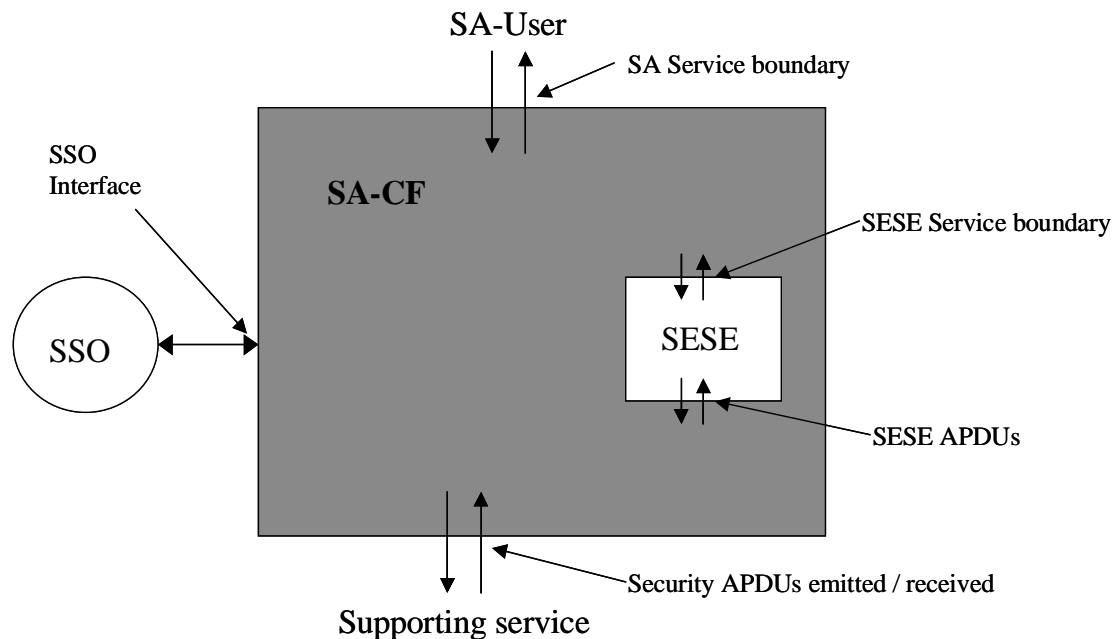 SA-User
SA Service boundary
SSO
Interface
SA-CF
SESE Service boundary
SSO
SESE
SESE APDUs
Security APDUs emitted / received
Supporting service